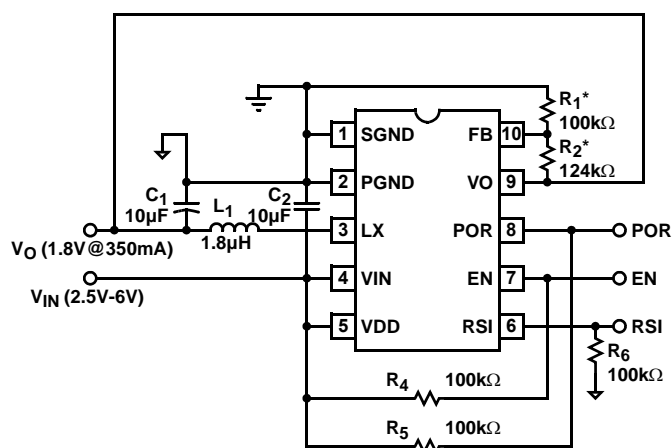 R1*
100kΩ
R2*
124kΩ
1 SGND FB 10
2 PGND VO 9
3 LX POR 8
4 VIN EN 7
5 VDD RSI 6
C1
10µF
L1
1.8µH
C2
10µF
VO (1.8V@350mA)
VIN (2.5V-6V)
POR
EN
RSI
R6
100kΩ
R4 100kΩ
R5 100kΩ